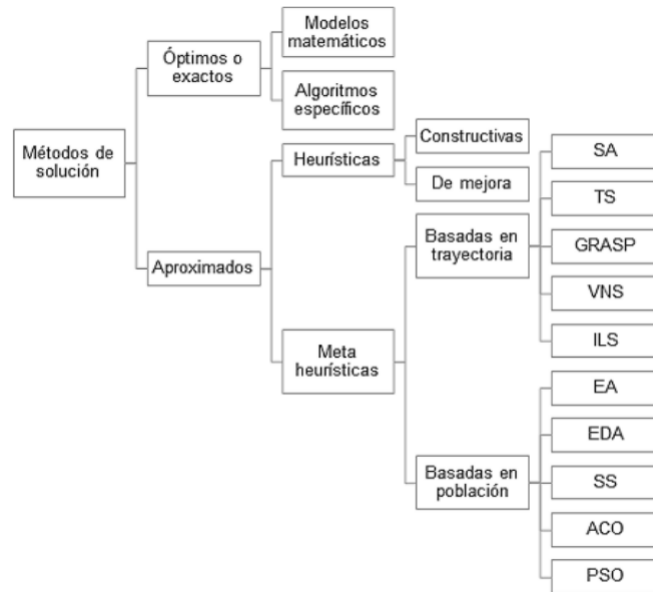 Métodos de
solución
Óptimos o
exactos
Modelos
matemáticos
Algoritmos
específicos
Aproximados
Heurísticas
Constructivas
De mejora
Meta
heurísticas
Basadas en
trayectoria
SA
TS
GRASP
VNS
ILS
Basadas en
población
EA
EDA
SS
ACO
PSO